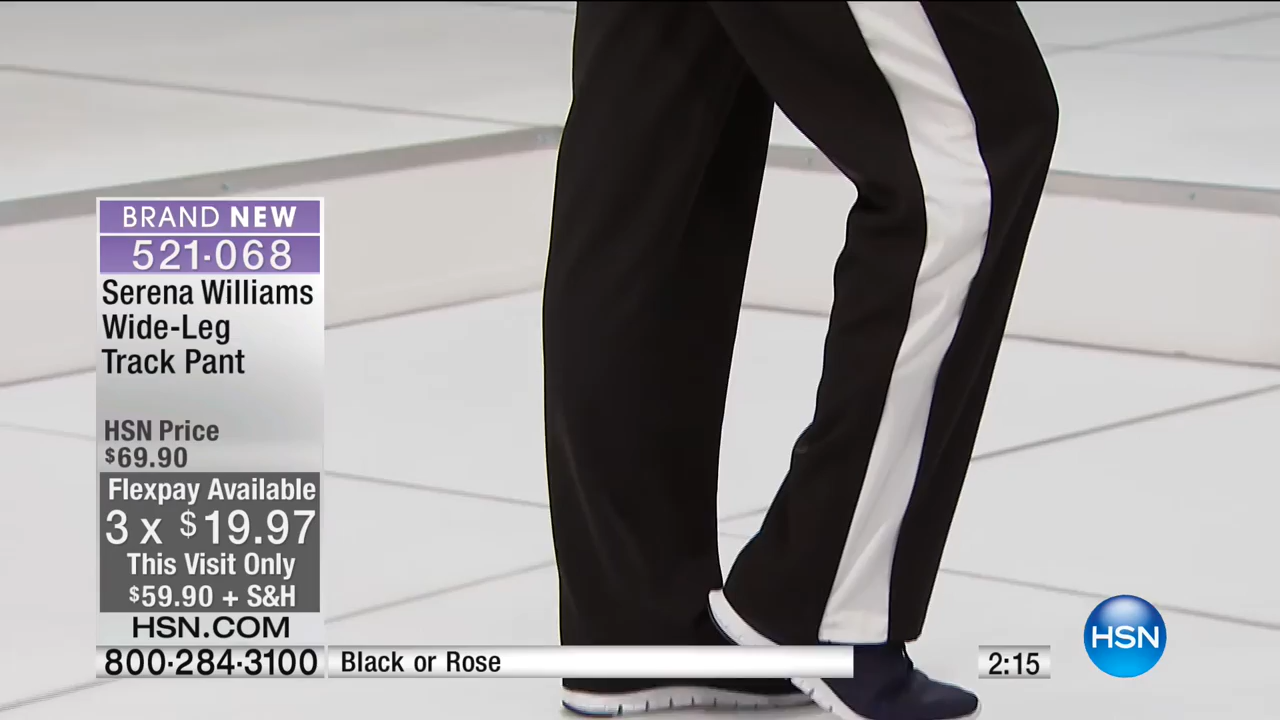 BRAND NEW
521·068
Serena Williams
Wide-Leg
Track Pant
HSN Price
$69.90
Flexpay Available
3 x $19.97
This Visit Only
$59.90 + S&H
HSN.COM
800·284·3100
Black or Rose
2:15
HSN